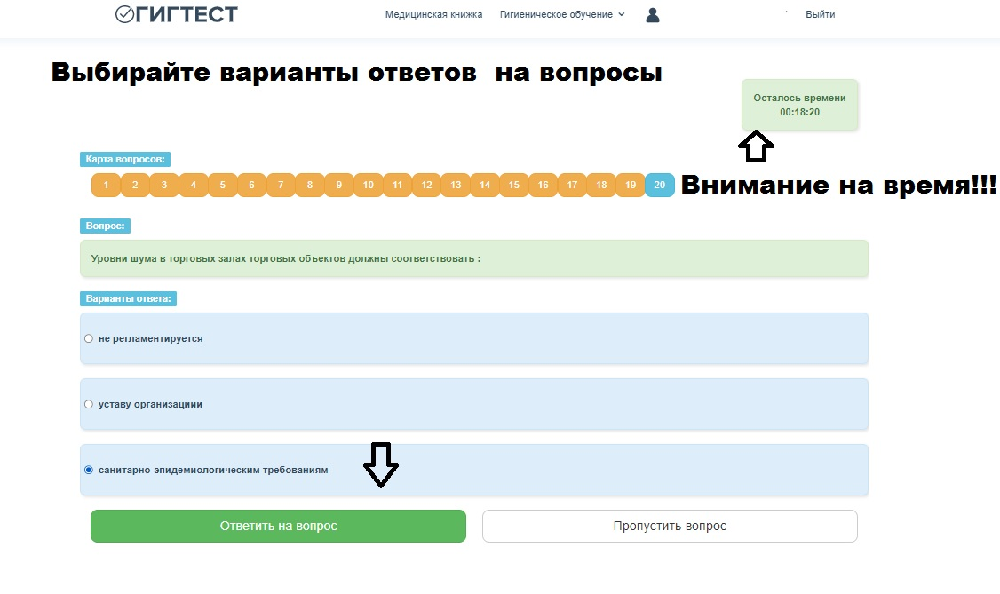 ГИГТЕСТ Медицинская книжка Гигиеническое обучение Выйти
Выбирайте варианты ответов на вопросы
Осталось времени
00:18:20
Карта вопросов:
1 2 3 4 5 6 7 8 9 10 11 12 13 14 15 16 17 18 19 20
Внимание на время!!!
Вопрос:
Уровни шума в торговых залах торговых объектов должны соответствовать :
Варианты ответа:
не регламентируется
уставу организациии
санитарно-эпидемиологическим требованиям
Ответить на вопрос Пропустить вопрос